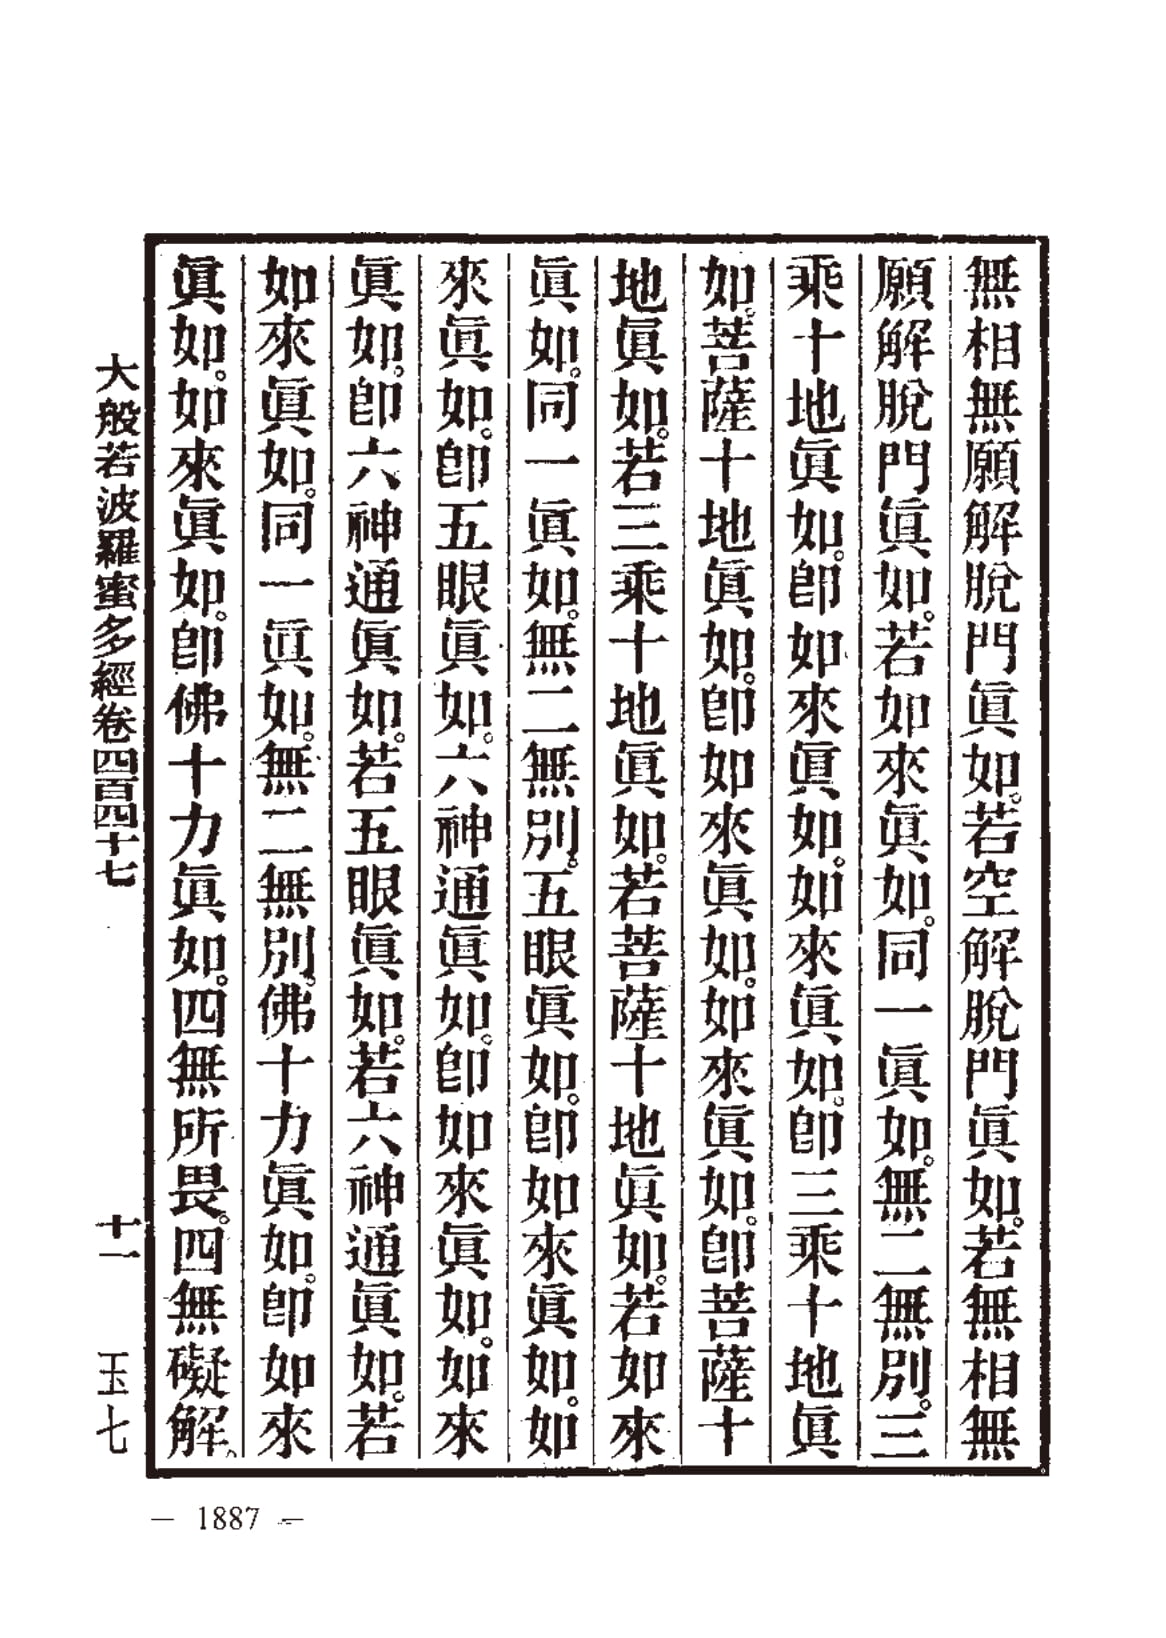 無相無願解脫門眞如。若空解脫門眞如。若無相無
願解脫門眞如。若如來眞如。同一眞如。無二無別。三
乘十地眞如。卽如來眞如。如來眞如。卽三乘十地眞
如。菩薩十地眞如。卽如來眞如。如來眞如。卽菩薩十
地眞如。若三乘十地眞如。若菩薩十地眞如。若如來
眞如。同一眞如。無二無別。五眼眞如。卽如來眞如。如
來眞如。卽五眼眞如。六神通眞如。卽如來眞如。如來
眞如。卽六神通眞如。若五眼眞如。若六神通眞如。若
如來眞如。同一眞如。無二無別。佛十力眞如。卽如來
眞如。如來眞如。卽佛十力眞如。四無所畏。四無礙解。
大般若波羅蜜多經卷四百四十七 十一 玉七
— 1887 —